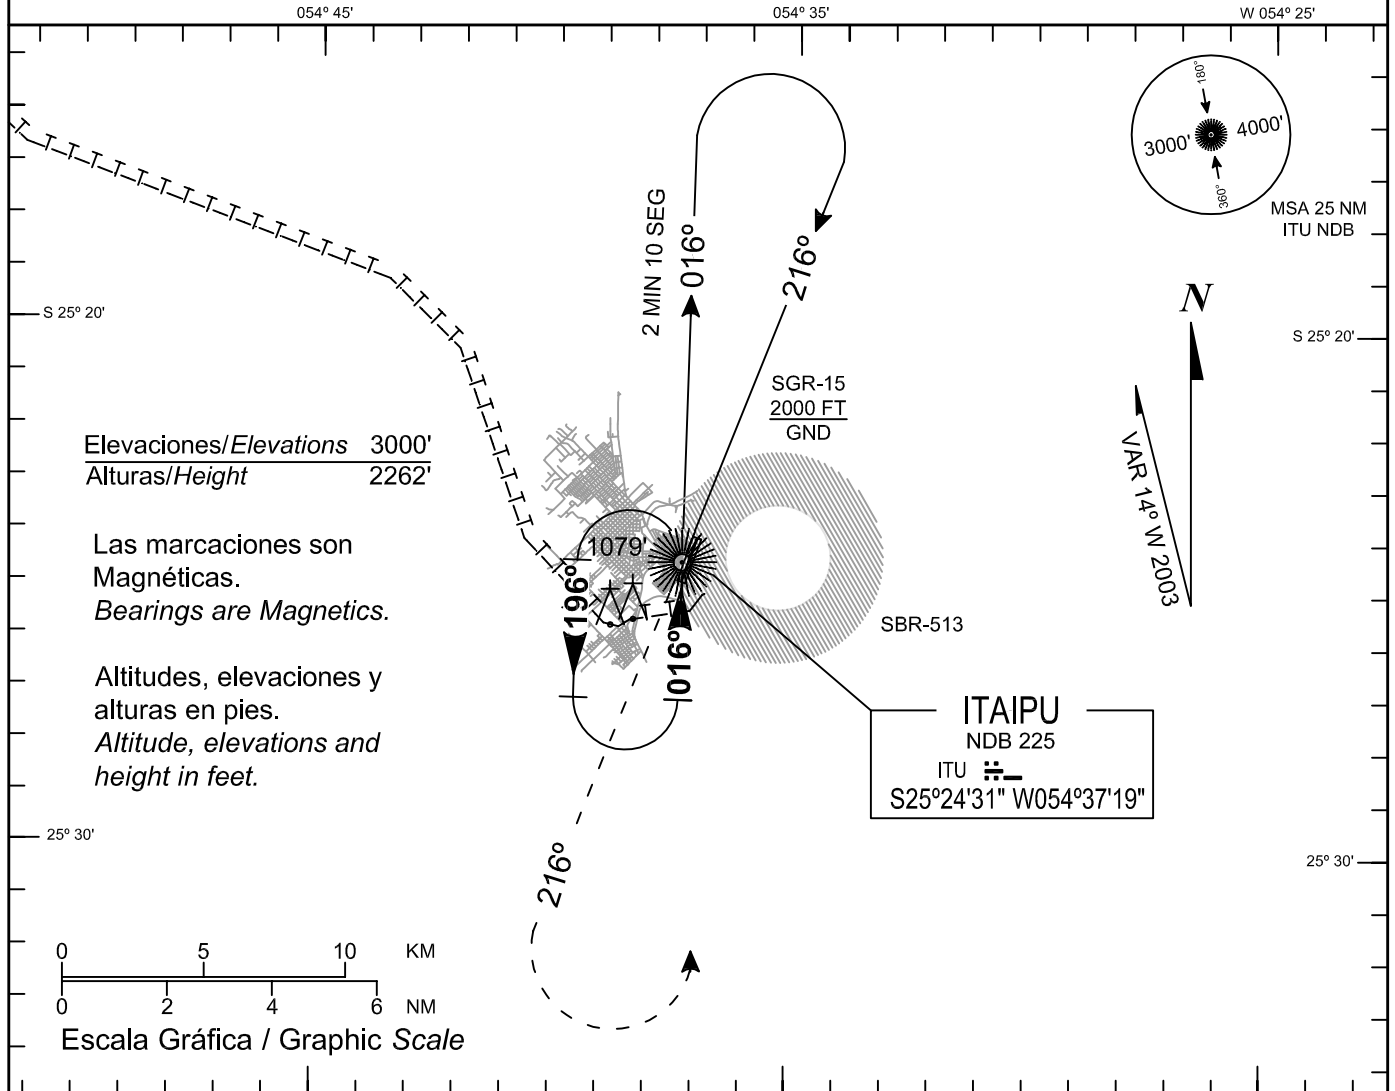 054º 45'
054º 35'
W 054º 25'
180º
3000'
4000'
360º
MSA 25 NM
ITU NDB
2 MIN 10 SEG
016º
216º
N
VAR 14º W 2003
S 25º 20'
S 25º 20'
SGR-15
2000 FT
GND
Elevaciones/Elevations 3000'
Alturas/Height 2262'
Las marcaciones son
Magnéticas.
Bearings are Magnetics.
1079'
196º
016º
SBR-513
Altitudes, elevaciones y
alturas en pies.
Altitude, elevations and
height in feet.
ITAIPU
NDB 225
ITU
S25º24'31" W054º37'19"
25º 30'
25º 30'
216º
0 5 10 KM
0 2 4 6 NM
Escala Gráfica / Graphic Scale